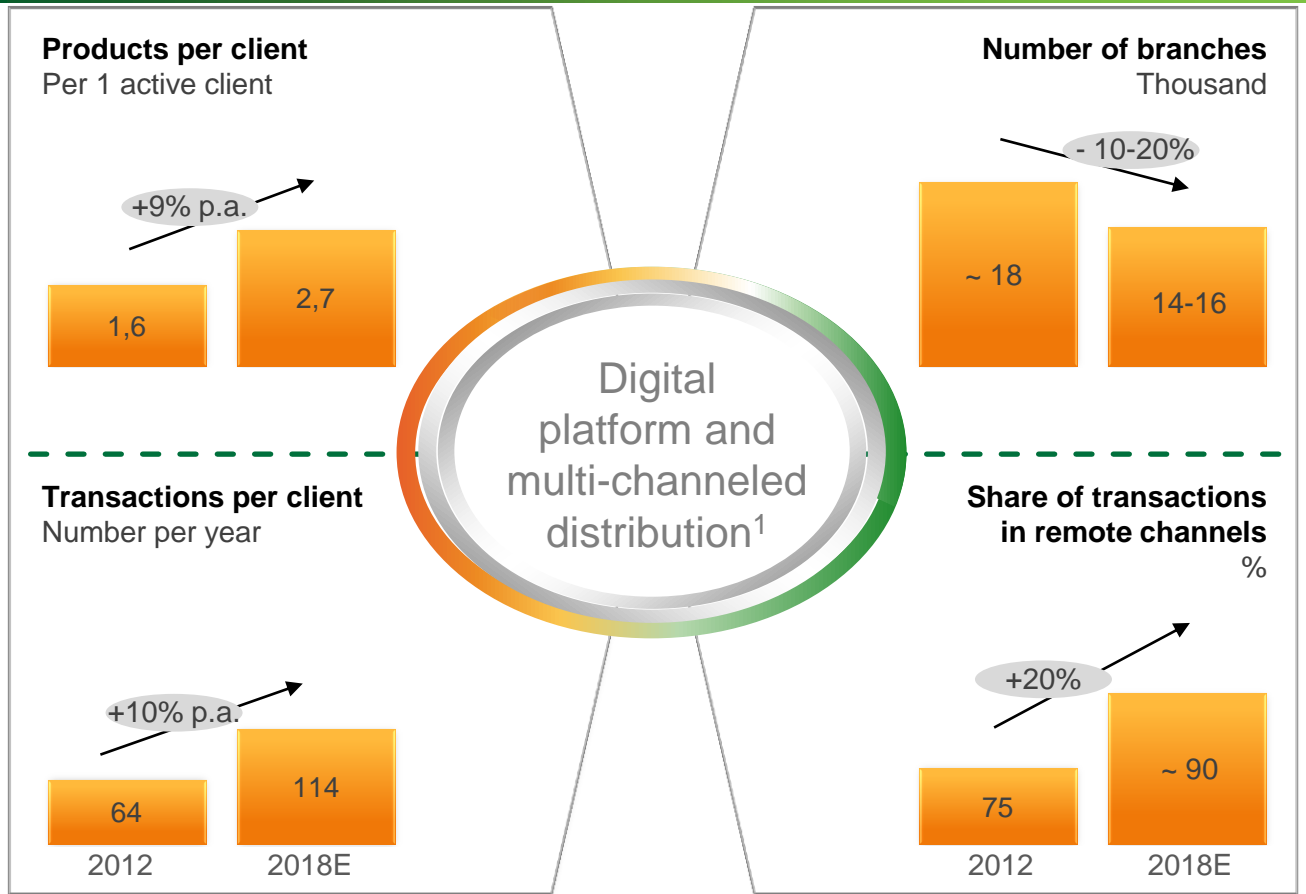 Products per client
Per 1 active client
+9% p.a.
1,6
2,7
Number of branches
Thousand
- 10-20%
~ 18
14-16
Digital
platform and
multi-channeled
distribution¹
Transactions per client
Number per year
+10% p.a.
64
114
2012
2018E
Share of transactions
in remote channels
%
+20%
75
~ 90
2012
2018E